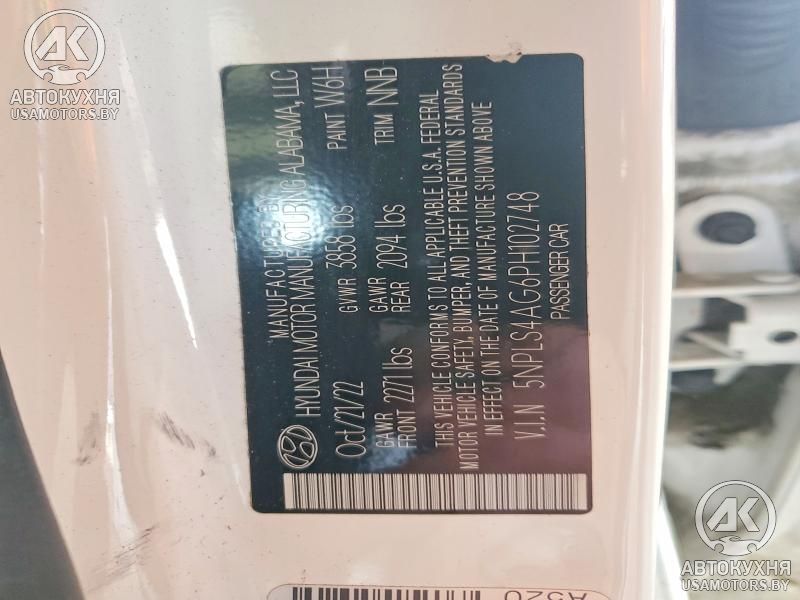 AK
АВТОКУХНЯ
USAMOTORS.BY
MANUFACTURED BY
HYUNDAI MOTOR MANUFACTURING ALABAMA, LLC
Oct/21/22 GVWR 3858 lbs PAINT W6H
GAWR FRONT 2271 lbs GAWR REAR 2094 lbs TRIM NNB
THIS VEHICLE CONFORMS TO ALL APPLICABLE U.S.A. FEDERAL
MOTOR VEHICLE SAFETY, BUMPER, AND THEFT PREVENTION STANDARDS
IN EFFECT ON THE DATE OF MANUFACTURE SHOWN ABOVE
V.I.N 5NPLS4AG6PH102748
PASSENGER CAR
A520
AK
АВТОКУХНЯ
USAMOTORS.BY